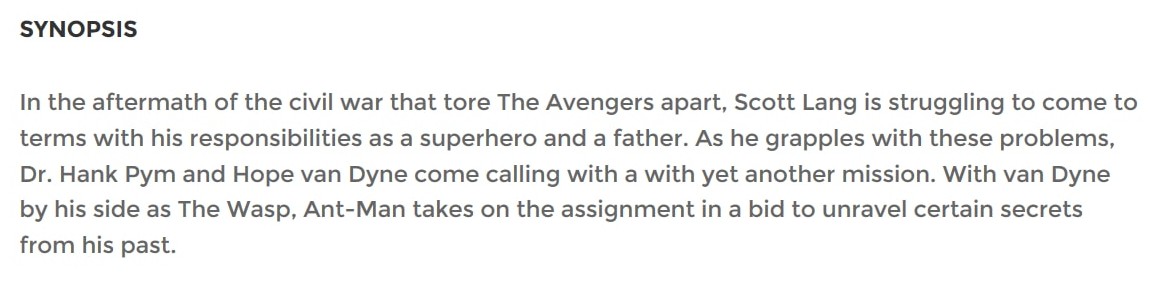 SYNOPSIS
In the aftermath of the civil war that tore The Avengers apart, Scott Lang is struggling to come to
terms with his responsibilities as a superhero and a father. As he grapples with these problems,
Dr. Hank Pym and Hope van Dyne come calling with a with yet another mission. With van Dyne
by his side as The Wasp, Ant-Man takes on the assignment in a bid to unravel certain secrets
from his past.